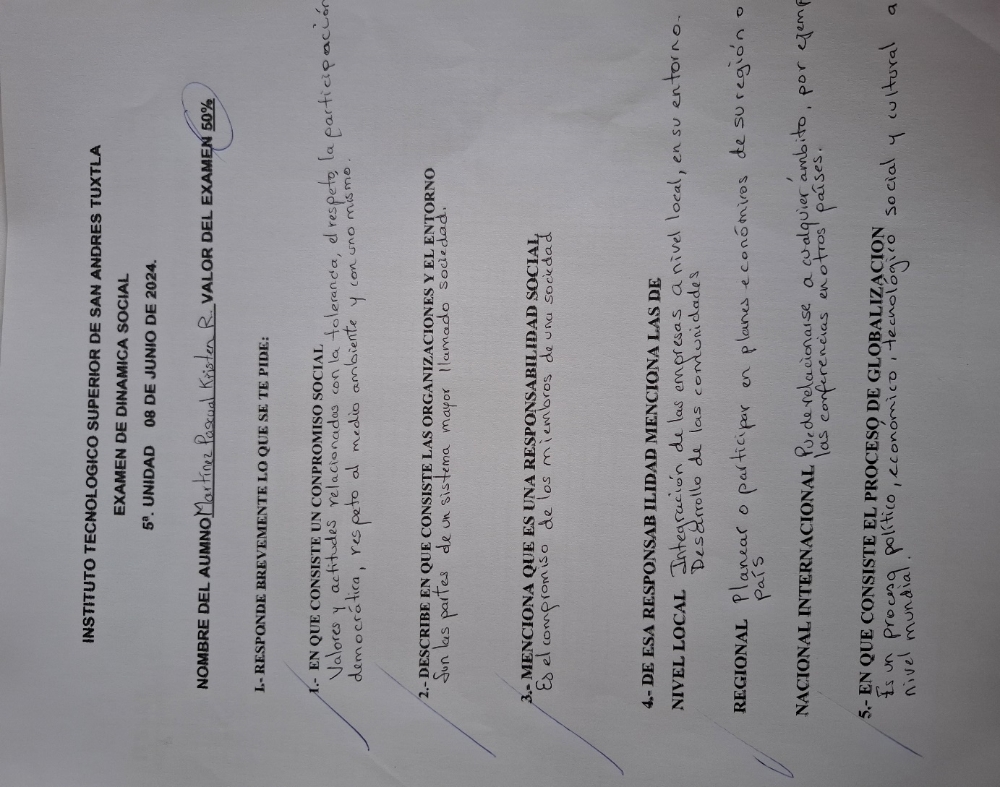 INSTITUTO TECNOLOGICO SUPERIOR DE SAN ANDRES TUXTLA
EXAMEN DE DINAMICA SOCIAL
5ª. UNIDAD 08 DE JUNIO DE 2024.
NOMBRE DEL AUMNO Martínez Pascual Kristen R. VALOR DEL EXAMEN 50%
I.- RESPONDE BREVEMENTE LO QUE SE TE PIDE:
1.- EN QUE CONSISTE UN CONPROMISO SOCIAL
Valores y actitudes relacionadas con la tolerancia, el respeto, la participación
democrática, respeto al medio ambiente y con uno mismo.
2.- DESCRIBE EN QUE CONSISTE LAS ORGANIZACIONES Y EL ENTORNO
Son las partes de un sistema mayor llamado sociedad.
3.- MENCIONA QUE ES UNA RESPONSABILIDAD SOCIAL
Es el compromiso de los miembros de una sociedad
4.- DE ESA RESPONSAB ILIDAD MENCIONA LAS DE
NIVEL LOCAL Integración de las empresas a nivel local, en su entorno.
Desarrollo de las comunidades
REGIONAL Planear o participar en planes económicos de su región o
país
NACIONAL INTERNACIONAL Puede relacionarse a cualquier ámbito, por ejemp
las conferencias en otros países.
5.- EN QUE CONSISTE EL PROCESO DE GLOBALIZACION
Es un proceso político, económico, tecnológico social y cultural a
nivel mundial.